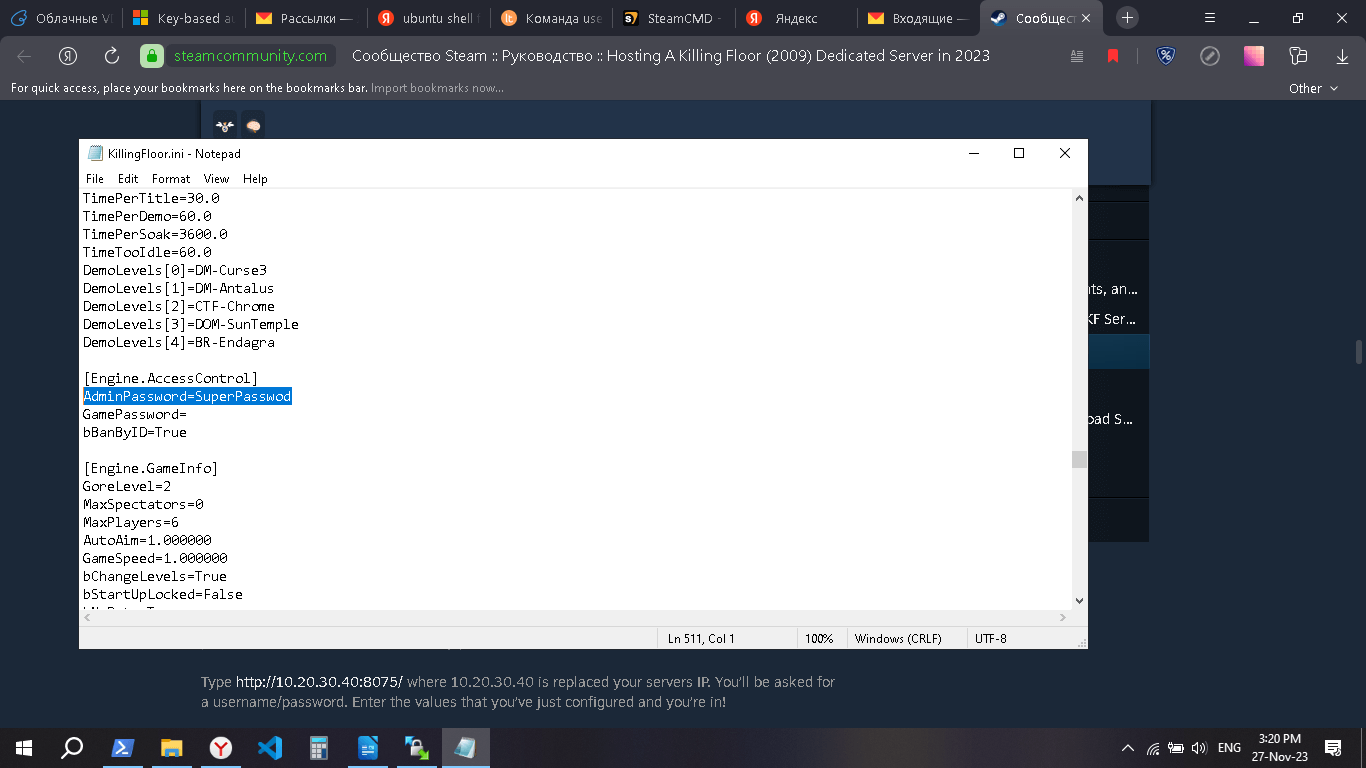 Облачные V
Key-based au
Рассылки —
ubuntu shell f
Команда use
SteamCMD -
Яндекс
Входящие —
Сообщест
steamcommunity.com
Сообщество Steam :: Руководство :: Hosting A Killing Floor (2009) Dedicated Server in 2023
For quick access, place your bookmarks here on the bookmarks bar. Import bookmarks now...
Other
KillingFloor.ini - Notepad
File Edit Format View Help
TimePerTitle=30.0
TimePerDemo=60.0
TimePerSoak=3600.0
TimeTooIdle=60.0
DemoLevels[0]=DM-Curse3
DemoLevels[1]=DM-Antalus
DemoLevels[2]=CTF-Chrome
DemoLevels[3]=DOM-SunTemple
DemoLevels[4]=BR-Endagra
[Engine.AccessControl]
AdminPassword=SuperPasswod
GamePassword=
bBanByID=True
[Engine.GameInfo]
GoreLevel=2
MaxSpectators=0
MaxPlayers=6
AutoAim=1.000000
GameSpeed=1.000000
bChangeLevels=True
bStartUpLocked=False
nts, an...
KF Ser...
oad S...
Ln 511, Col 1
100%
Windows (CRLF)
UTF-8
Type http://10.20.30.40:8075/ where 10.20.30.40 is replaced your servers IP. You'll be asked for
a username/password. Enter the values that you've just configured and you're in!
ENG
3:20 PM
27-Nov-23